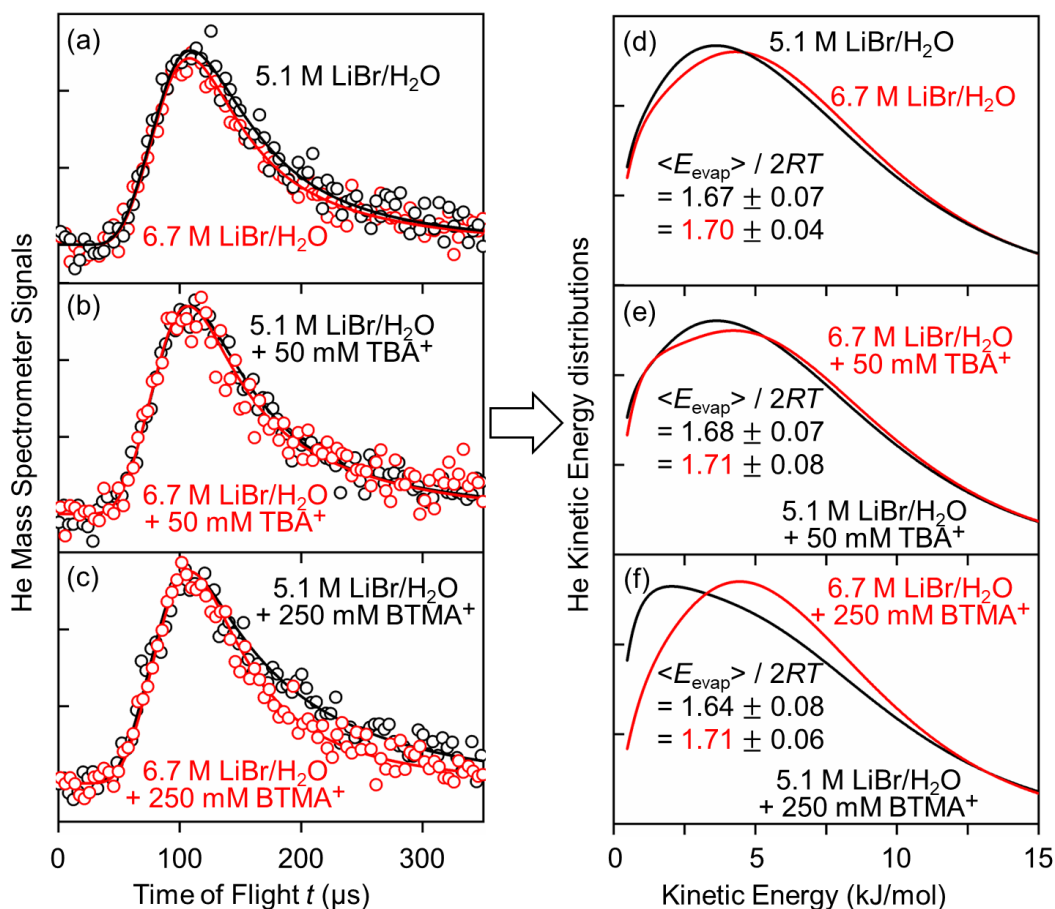 (a)
5.1 M LiBr/H₂O
6.7 M LiBr/H₂O
(b)
5.1 M LiBr/H₂O
+ 50 mM TBA⁺
6.7 M LiBr/H₂O
+ 50 mM TBA⁺
(c)
5.1 M LiBr/H₂O
+ 250 mM BTMA⁺
6.7 M LiBr/H₂O
+ 250 mM BTMA⁺
0 100 200 300
Time of Flight t (µs)
He Mass Spectrometer Signals
(d)
5.1 M LiBr/H₂O
6.7 M LiBr/H₂O
<E_evap> / 2RT
= 1.67 ± 0.07
= 1.70 ± 0.04
(e)
6.7 M LiBr/H₂O
+ 50 mM TBA⁺
<E_evap> / 2RT
= 1.68 ± 0.07
= 1.71 ± 0.08
5.1 M LiBr/H₂O
+ 50 mM TBA⁺
(f)
6.7 M LiBr/H₂O
+ 250 mM BTMA⁺
<E_evap> / 2RT
= 1.64 ± 0.08
= 1.71 ± 0.06
5.1 M LiBr/H₂O
+ 250 mM BTMA⁺
0 5 10 15
Kinetic Energy (kJ/mol)
He Kinetic Energy distributions